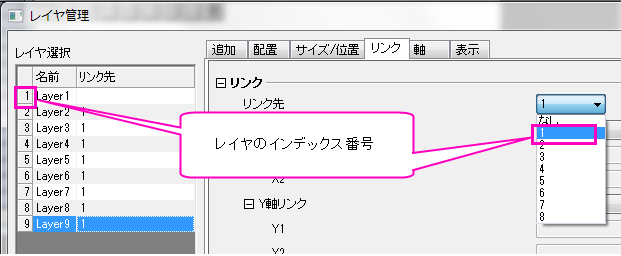 レイヤ管理
レイヤ選択
名前 リンク先
1 Layer1
2 Layer2 1
3 Layer3 1
4 Layer4 1
5 Layer5 1
6 Layer6 1
7 Layer7 1
8 Layer8 1
9 Layer9 1
追加 配置 サイズ/位置 リンク 軸 表示
リンク
リンク先 1
なし
1
2
3
4
5
6
7
8
レイヤのインデックス番号
X2
Y軸リンク
Y1
Y2